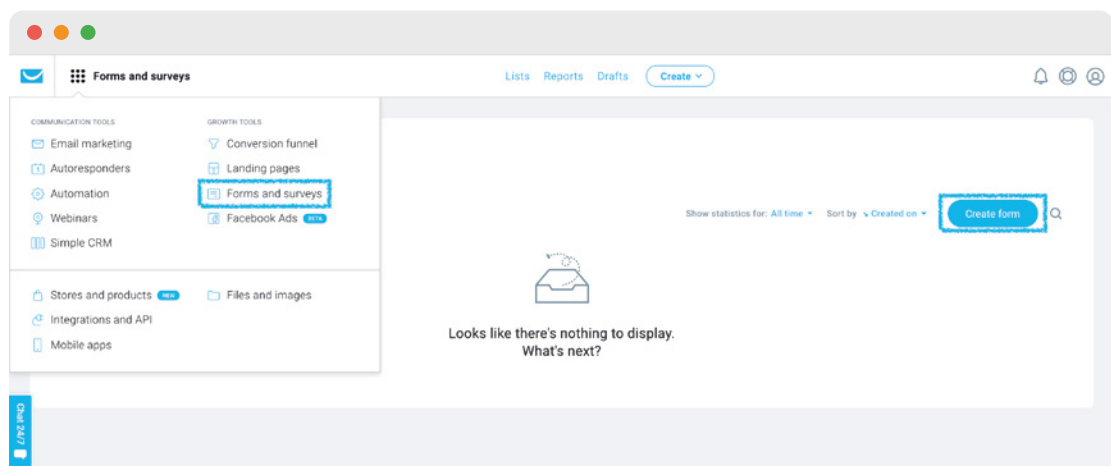 Forms and surveys
Lists Reports Drafts Create
COMMUNICATION TOOLS
Email marketing
Autoresponders
Automation
Webinars
Simple CRM
GROWTH TOOLS
Conversion funnel
Landing pages
Forms and surveys
Facebook Ads BETA
Stores and products NEW
Integrations and API
Mobile apps
Files and images
Show statistics for: All time Sort by Created on Create form
Looks like there's nothing to display.
What's next?
Chat 24/7